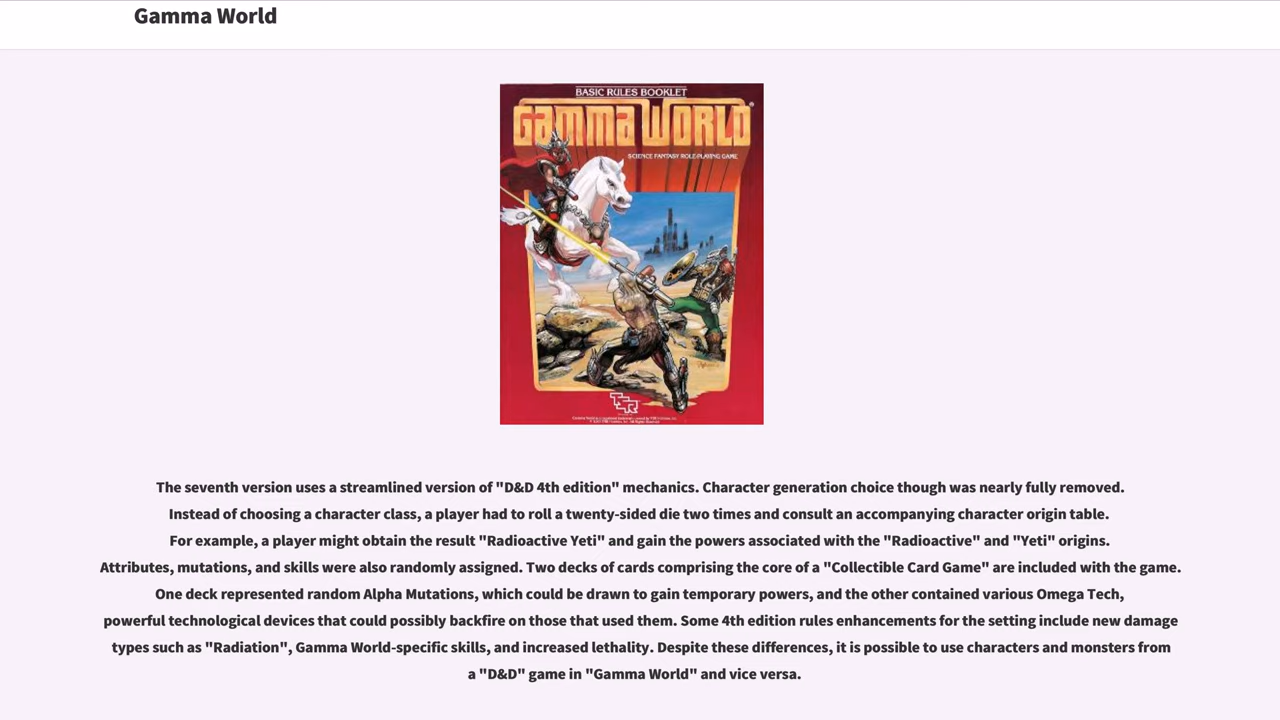 Gamma World
BASIC RULES BOOKLET
GAMMA WORLD®
SCIENCE FANTASY ROLE-PLAYING GAME
TSR
The seventh version uses a streamlined version of "D&D 4th edition" mechanics. Character generation choice though was nearly fully removed.
Instead of choosing a character class, a player had to roll a twenty-sided die two times and consult an accompanying character origin table.
For example, a player might obtain the result "Radioactive Yeti" and gain the powers associated with the "Radioactive" and "Yeti" origins.
Attributes, mutations, and skills were also randomly assigned. Two decks of cards comprising the core of a "Collectible Card Game" are included with the game.
One deck represented random Alpha Mutations, which could be drawn to gain temporary powers, and the other contained various Omega Tech,
powerful technological devices that could possibly backfire on those that used them. Some 4th edition rules enhancements for the setting include new damage
types such as "Radiation", Gamma World-specific skills, and increased lethality. Despite these differences, it is possible to use characters and monsters from
a "D&D" game in "Gamma World" and vice versa.